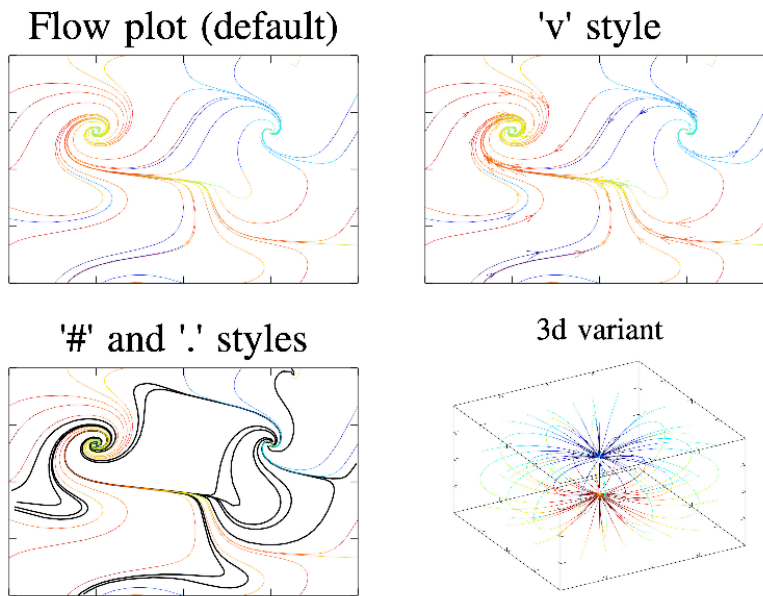 Flow plot (default)
'v' style
'#' and '.' styles
3d variant